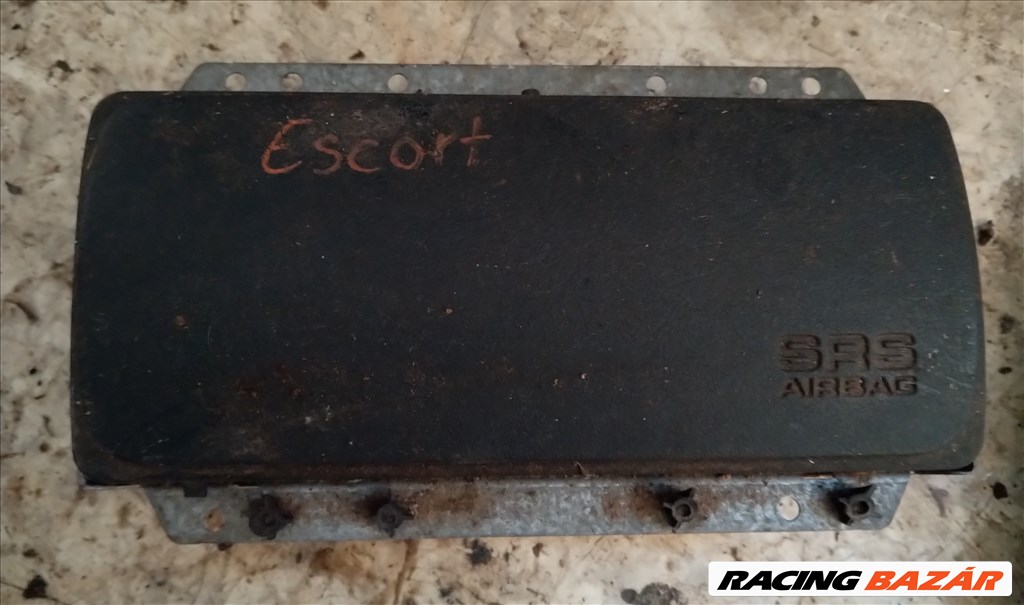 Escort
SRS
AIRBAG
RACING BAZÁR